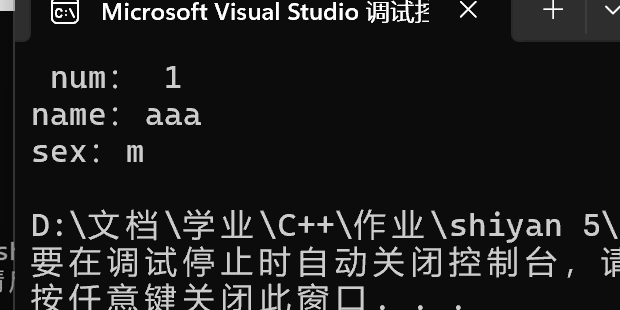 Microsoft Visual Studio 调试控
num:  1
name: aaa
sex: m
D:\文档\学业\C++\作业\shiyan 5\
要在调试停止时自动关闭控制台，请
按任意键关闭此窗口. . .